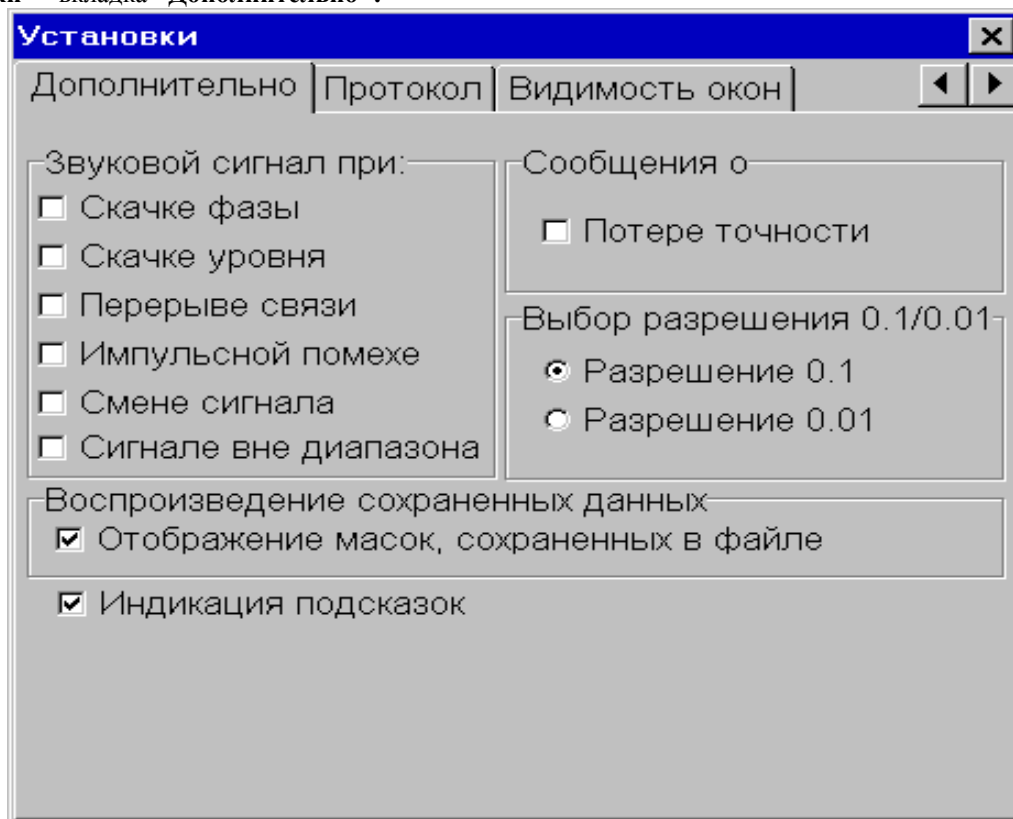 вкладка "Дополнительно".
Установки
Дополнительно Протокол Видимость окон
Звуковой сигнал при:
Скачке фазы
Скачке уровня
Перерыве связи
Импульсной помехе
Смене сигнала
Сигнале вне диапазона
Сообщения о
Потере точности
Выбор разрешения 0.1/0.01
Разрешение 0.1
Разрешение 0.01
Воспроизведение сохраненных данных
Отображение масок, сохраненных в файле
Индикация подсказок